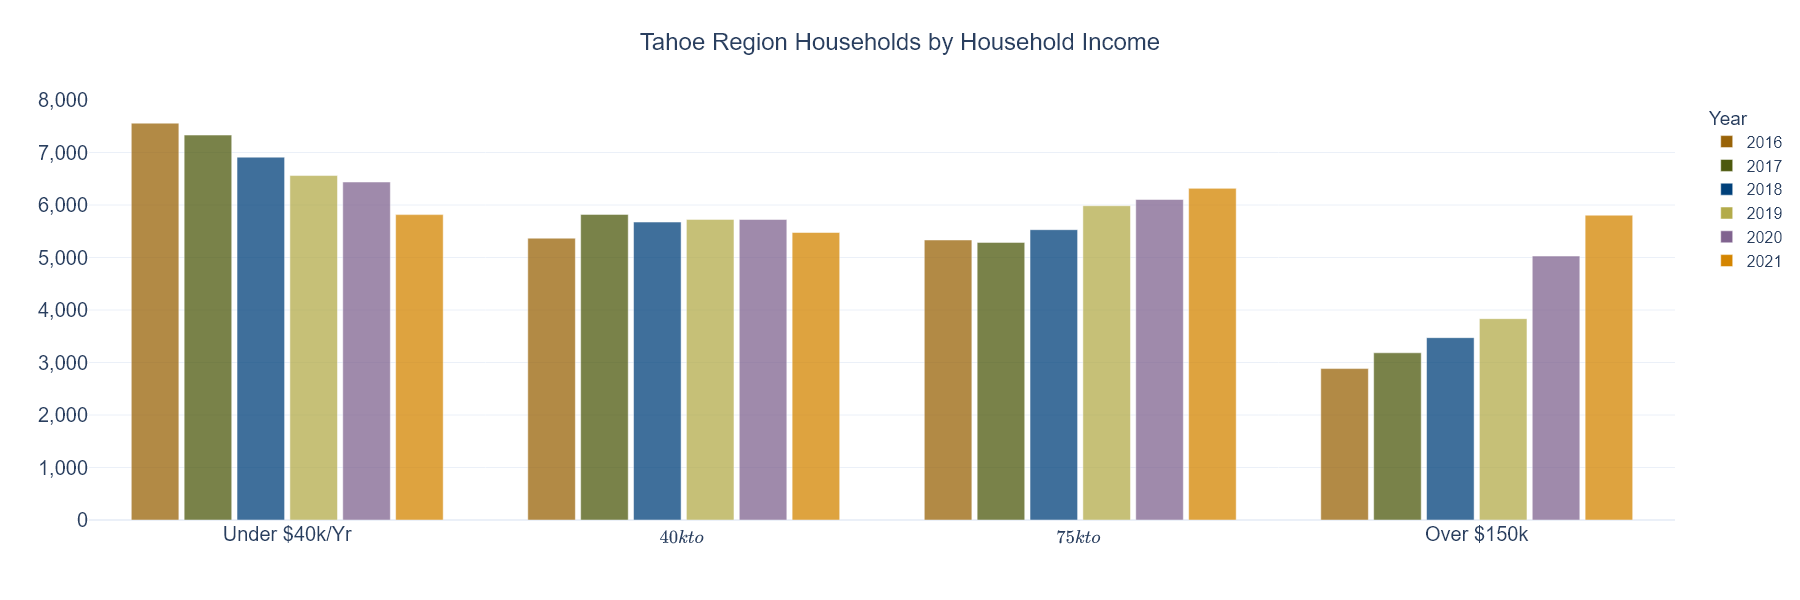 Tahoe Region Households by Household Income
8,000
7,000
6,000
5,000
4,000
3,000
2,000
1,000
0
Under $40k/Yr
40kto
75kto
Over $150k
Year
2016
2017
2018
2019
2020
2021